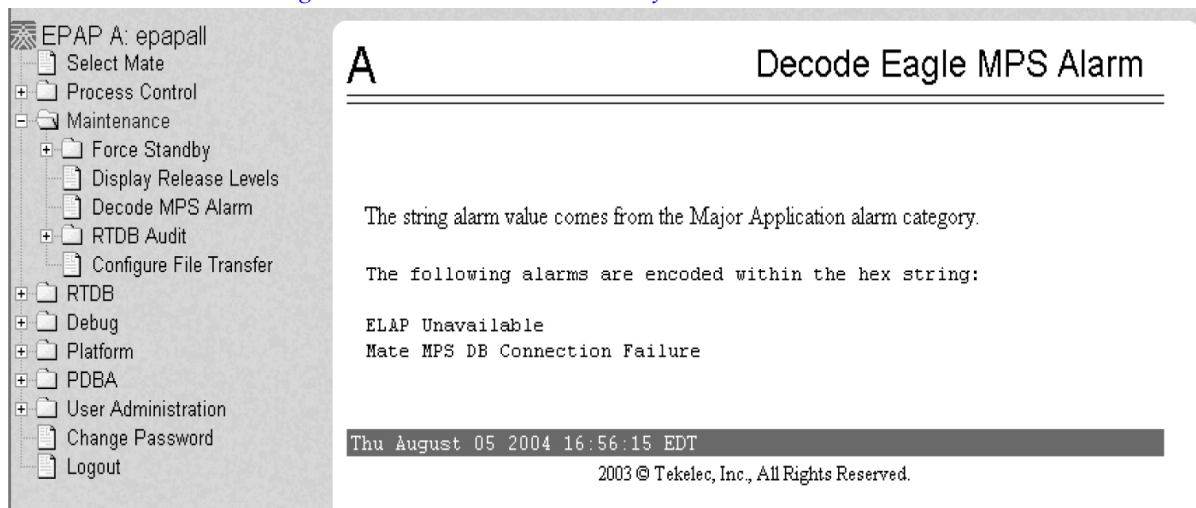 EPAP A: epapall
Select Mate
Process Control
Maintenance
Force Standby
Display Release Levels
Decode MPS Alarm
RTDB Audit
Configure File Transfer
RTDB
Debug
Platform
PDBA
User Administration
Change Password
Logout
A
Decode Eagle MPS Alarm
The string alarm value comes from the Major Application alarm category.
The following alarms are encoded within the hex string:
ELAP Unavailable
Mate MPS DB Connection Failure
Thu August 05 2004 16:56:15 EDT
2003 © Tekelec, Inc., All Rights Reserved.